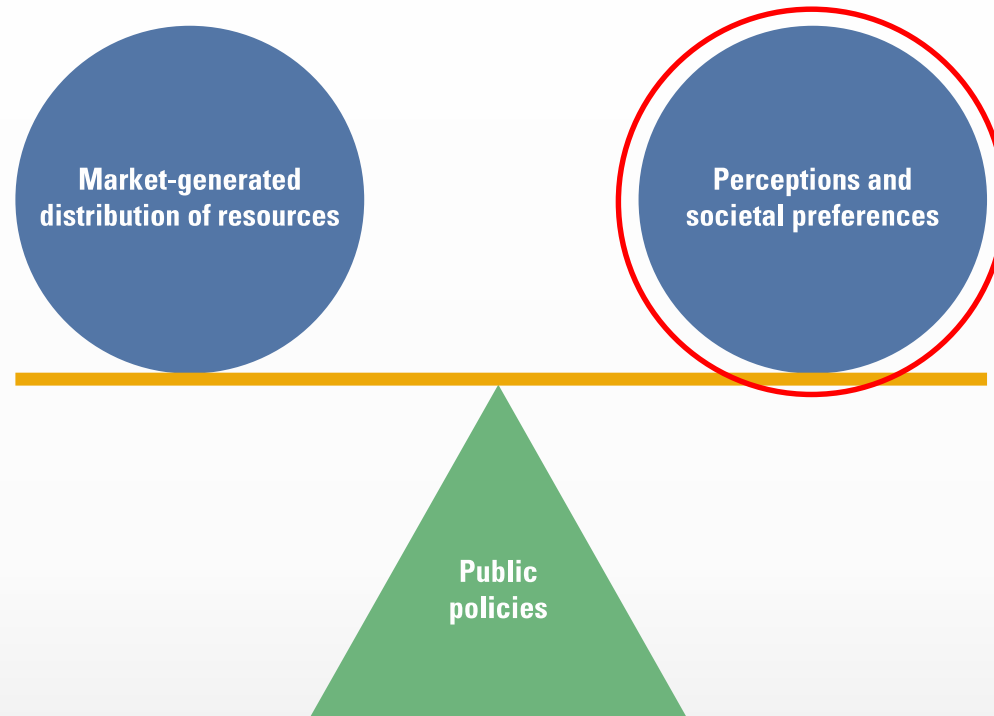 Market-generated
distribution of resources
Perceptions and
societal preferences
Public
policies